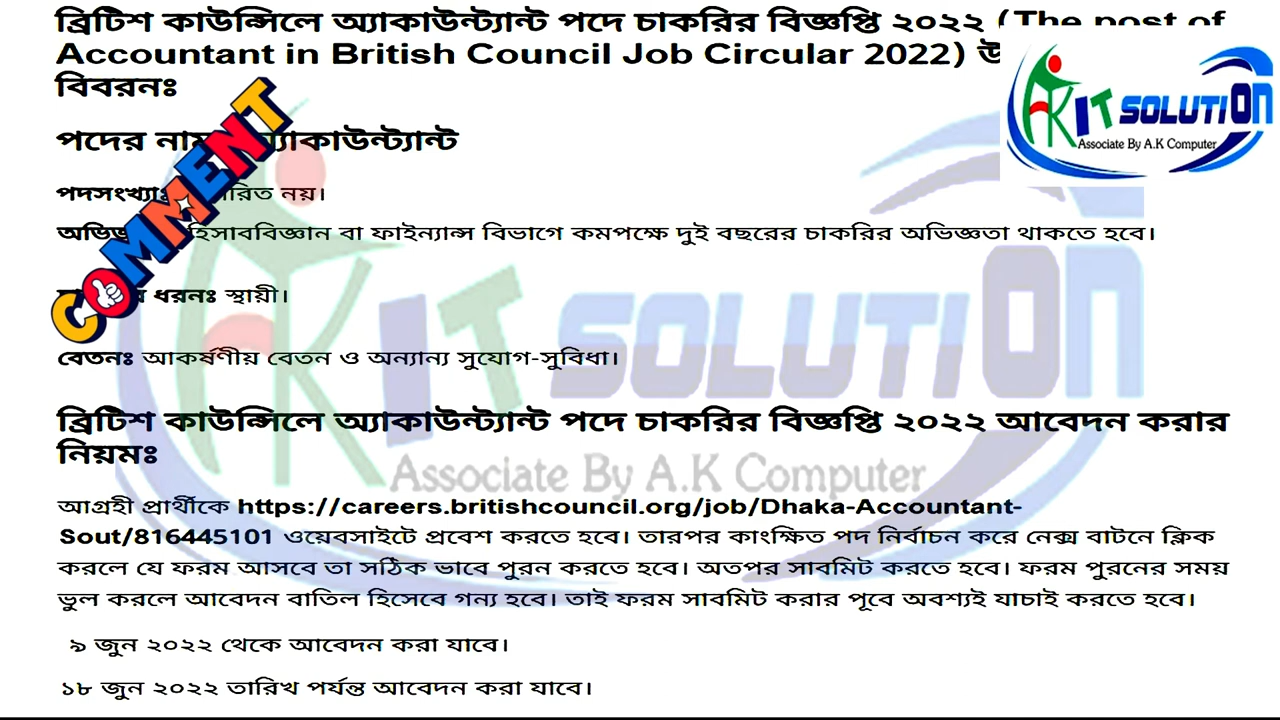 ব্রিটিশ কাউন্সিলে অ্যাকাউন্ট্যান্ট পদে চাকরির বিজ্ঞপ্তি ২০২২ (The post of
Accountant in British Council Job Circular 2022)
বিবরনঃ
IT SOLUTION
Associate By A.K Computer
পদের অ্যাকাউন্ট্যান্ট
COMMENT
পদসংখ্যাঃ নয়।
হিসাববিজ্ঞান বা ফাইন্যান্স বিভাগে কমপক্ষে দুই বছরের চাকরির অভিজ্ঞতা থাকতে হবে।
ধরনঃ স্থায়ী।
বেতনঃ আকর্ষণীয় বেতন ও অন্যান্য সুযোগ-সুবিধা।
IT SOLUTION
ব্রিটিশ কাউন্সিলে অ্যাকাউন্ট্যান্ট পদে চাকরির বিজ্ঞপ্তি ২০২২ আবেদন করার
নিয়মঃ
Associate By A.K Computer
আগ্রহী প্রার্থীকে https://careers.britishcouncil.org/job/Dhaka-Accountant-
Sout/816445101 ওয়েবসাইটে প্রবেশ করতে হবে। তারপর কাংক্ষিত পদ নির্বাচন করে নেক্স বাটনে ক্লিক
করলে যে ফরম আসবে তা সঠিক ভাবে পুরন করতে হবে। অতপর সাবমিট করতে হবে। ফরম পুরনের সময়
ভুল করলে আবেদন বাতিল হিসেবে গন্য হবে। তাই ফরম সাবমিট করার পূবে অবশ্যই যাচাই করতে হবে।
৯ জুন ২০২২ থেকে আবেদন করা যাবে।
১৮ জুন ২০২২ তারিখ পর্যন্ত আবেদন করা যাবে।